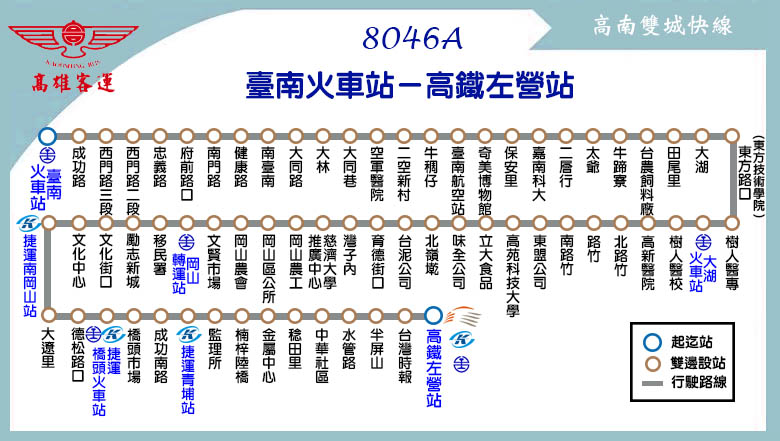 高南雙城快線
8046A
KAOHSIUNG BUS
高雄客運
臺南火車站－高鐵左營站
臺南火車站
成功路
西門路三段
西門路二段
忠義路
府前路口
南門路
健康路
南臺南
大同路
大林
大同巷
空軍醫院
二空新村
牛稠仔
臺南航空站
奇美博物館
保安里
嘉南科大
二層行
太爺
牛蹄寮
台農飼料廠
田尾里
大湖
東方路口
(東方技術學院)
捷運南岡山站
文化中心
文化街口
勵志新城
移民署
岡山轉運站
文賢市場
岡山農會
岡山區公所
岡山農工
慈濟大學推廣中心
灣子內
育德街口
台泥公司
北嶺墘
味全公司
立大食品
高苑科技大學
東盟公司
南路竹
路竹
北路竹
高新醫院
樹人醫校
大湖火車站
樹人醫專
大遼里
德松路口
捷運橋頭火車站
橋頭市場
成功南路
捷運青埔站
監理所
楠梓陸橋
金屬中心
稔田里
中華社區
水管路
半屏山
台灣時報
高鐵左營站
起迄站
雙邊設站
行駛路線